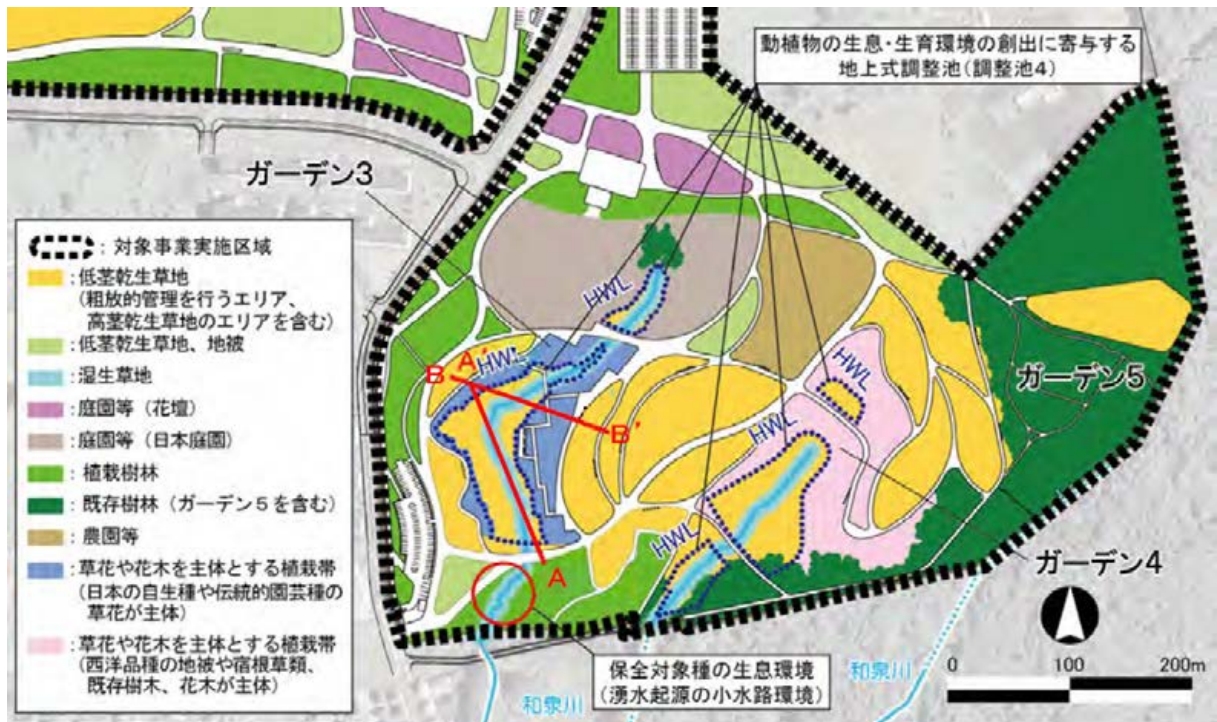 動植物の生息・生育環境の創出に寄与する
地上式調整池(調整池4)
ガーデン3
:対象事業実施区域
:低茎乾生草地
(粗放的管理を行うエリア、
高茎乾生草地のエリアを含む)
:低茎乾生草地、地被
:湿生草地
:庭園等(花壇)
:庭園等(日本庭園)
:植栽樹林
:既存樹林(ガーデン5を含む)
:農園等
:草花や花木を主体とする植栽帯
(日本の自生種や伝統的園芸種の
草花が主体)
:草花や花木を主体とする植栽帯
(西洋品種の地被や宿根草類、
既存樹木、花木が主体)
HWL
A'
HWL
B
B'
HWL
ガーデン5
HWL
HWL
A
ガーデン4
保全対象種の生息環境
(湧水起源の小水路環境)
和泉川
和泉川
0 100 200m